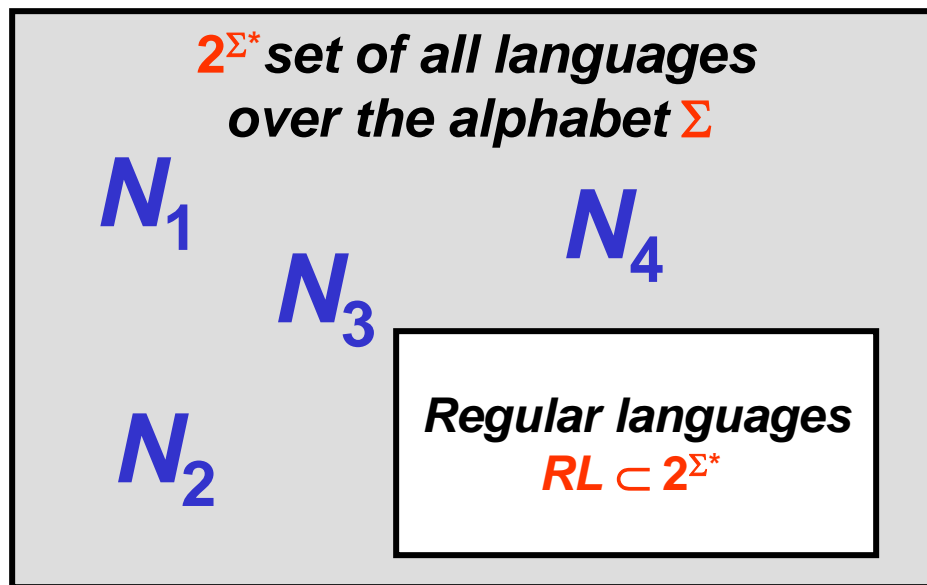 2^Σ* set of all languages
over the alphabet Σ
N₁
N₄
N₃
Regular languages
RL ⊂ 2^Σ*
N₂